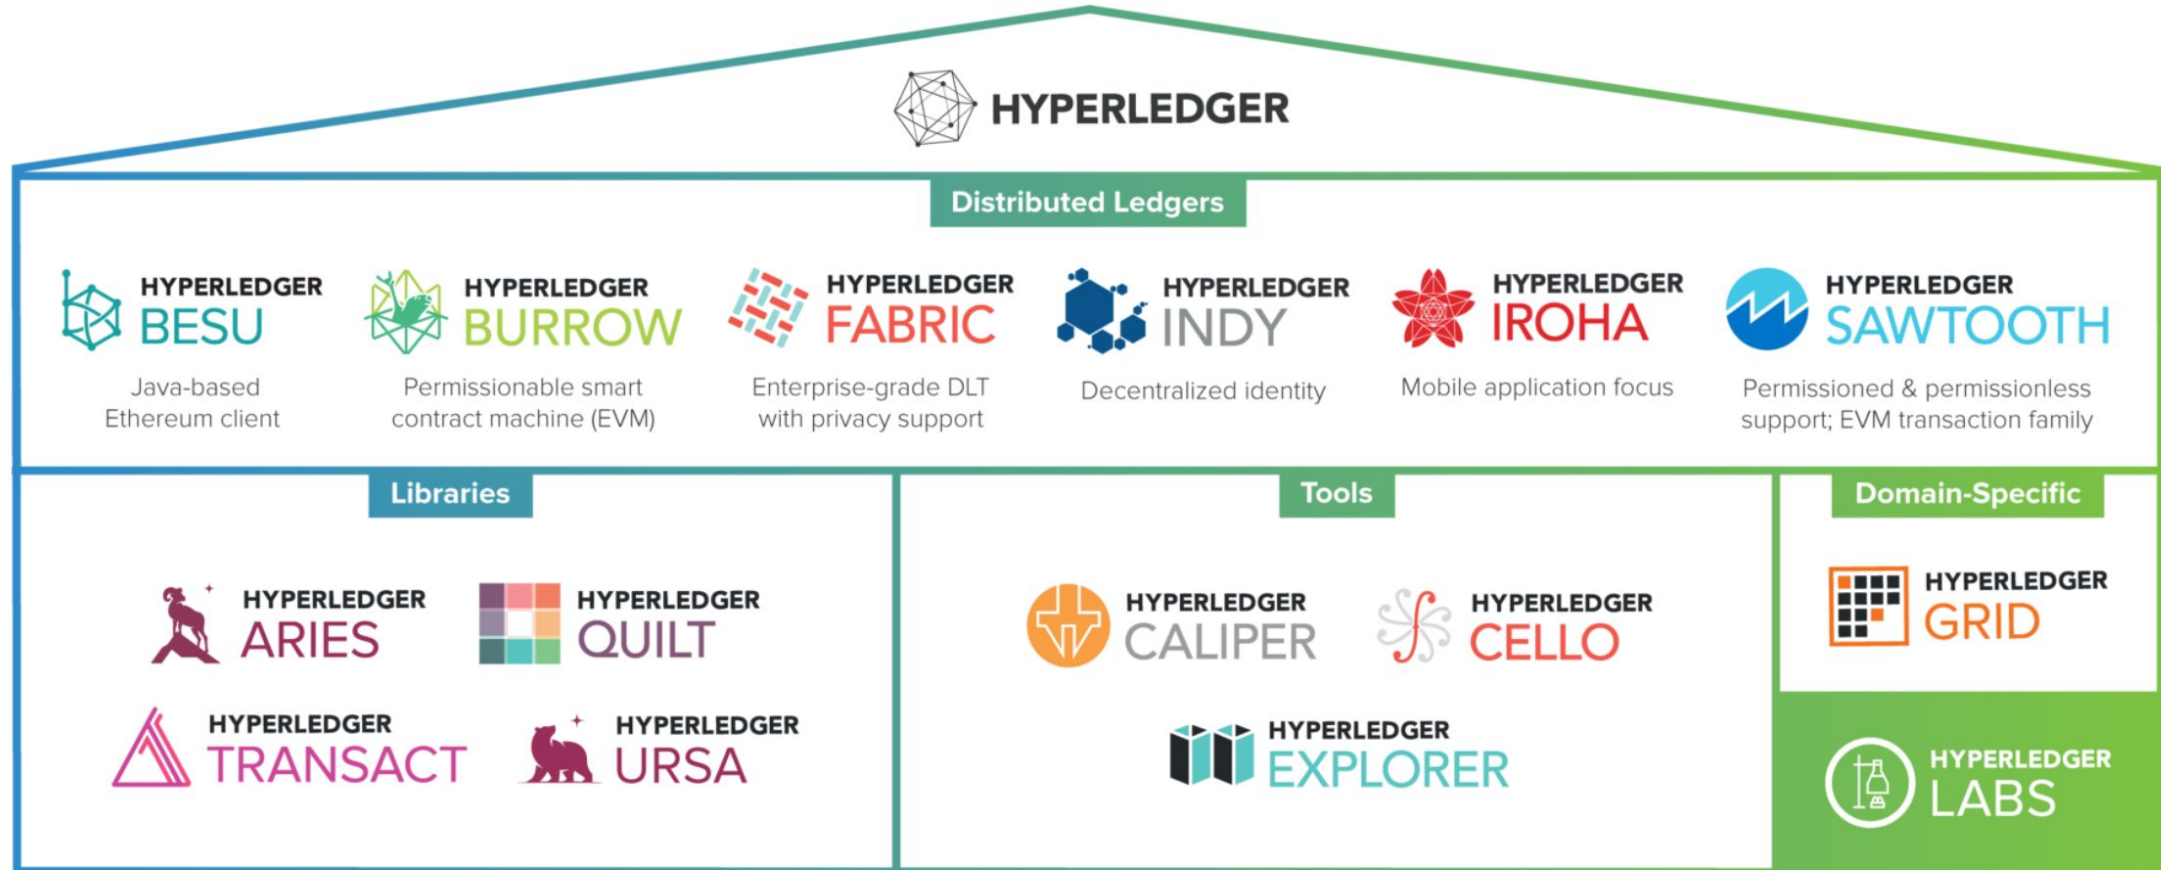 HYPERLEDGER
Distributed Ledgers
HYPERLEDGER
BESU
Java-based
Ethereum client
HYPERLEDGER
BURROW
Permissionable smart
contract machine (EVM)
HYPERLEDGER
FABRIC
Enterprise-grade DLT
with privacy support
HYPERLEDGER
INDY
Decentralized identity
HYPERLEDGER
IROHA
Mobile application focus
HYPERLEDGER
SAWTOOTH
Permissioned & permissionless
support; EVM transaction family
Libraries
HYPERLEDGER
ARIES
HYPERLEDGER
QUILT
HYPERLEDGER
TRANSACT
HYPERLEDGER
URSA
Tools
HYPERLEDGER
CALIPER
HYPERLEDGER
CELLO
HYPERLEDGER
EXPLORER
Domain-Specific
HYPERLEDGER
GRID
HYPERLEDGER
LABS